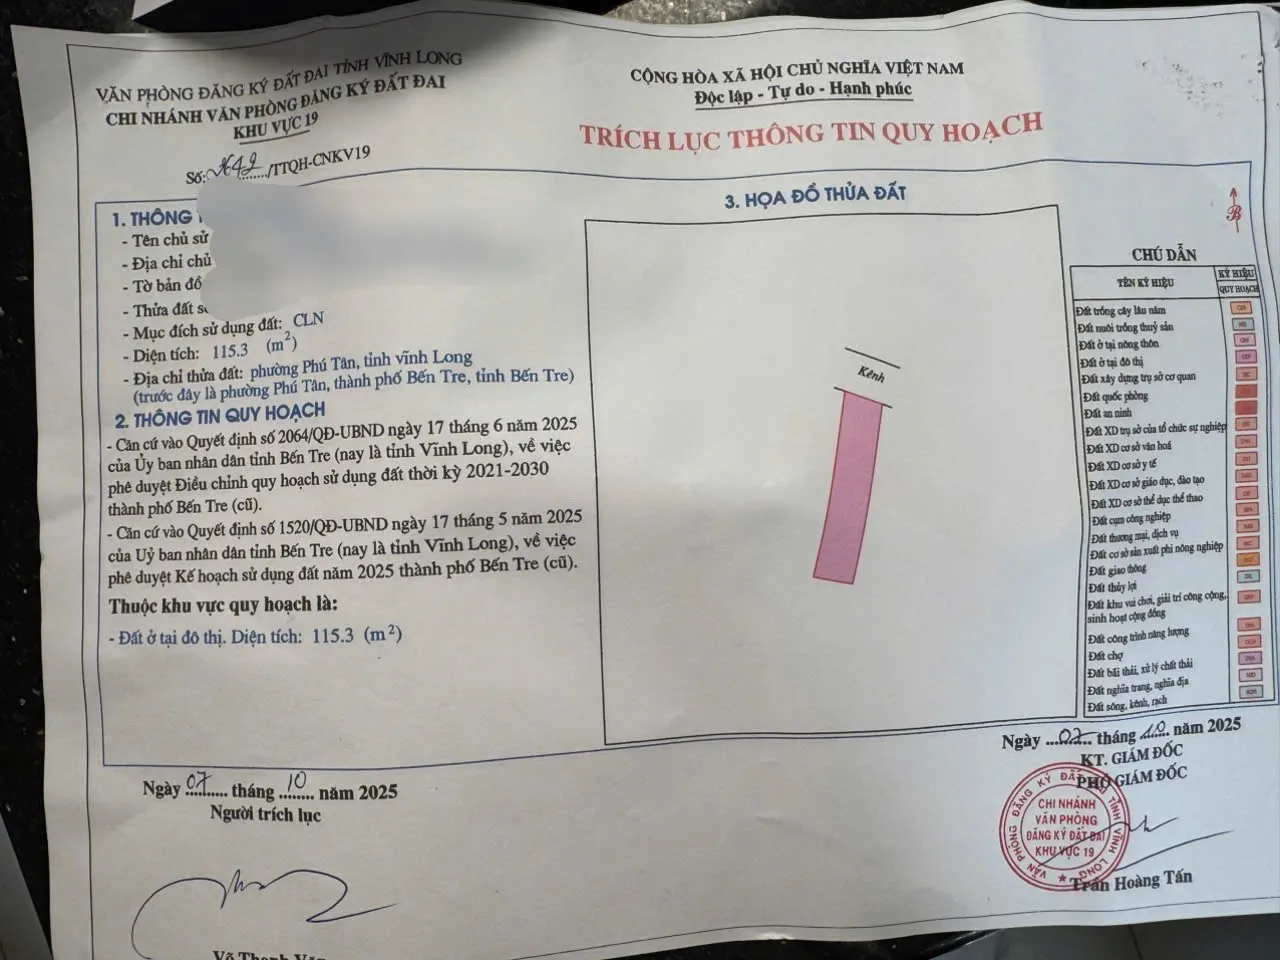 VĂN PHÒNG ĐĂNG KÝ ĐẤT ĐAI TỈNH VĨNH LONG
CHI NHÁNH VĂN PHÒNG ĐĂNG KÝ ĐẤT ĐAI
KHU VỰC 19
Số:......../TTQH-CNKV19
CỘNG HÒA XÃ HỘI CHỦ NGHĨA VIỆT NAM
Độc lập - Tự do - Hạnh phúc
TRÍCH LỤC THÔNG TIN QUY HOẠCH
1. THÔNG
- Tên chủ sử
- Địa chỉ chủ
- Tờ bản đồ
- Thửa đất
- Mục đích sử dụng đất: CLN
- Diện tích: 115.3 (m²)
- Địa chỉ thửa đất: phường Phú Tân, tỉnh vĩnh Long
(trước đây là phường Phú Tân, thành phố Bến Tre, tỉnh Bến Tre)
2. THÔNG TIN QUY HOẠCH
- Căn cứ vào Quyết định số 2064/QĐ-UBND ngày 17 tháng 6 năm 2025
của Ủy ban nhân dân tỉnh Bến Tre (nay là tỉnh Vĩnh Long), về việc
phê duyệt Điều chỉnh quy hoạch sử dụng đất thời kỳ 2021-2030
thành phố Bến Tre (cũ).
- Căn cứ vào Quyết định số 1520/QĐ-UBND ngày 17 tháng 5 năm 2025
của Uỷ ban nhân dân tỉnh Bến Tre (nay là tỉnh Vĩnh Long), về việc
phê duyệt Kế hoạch sử dụng đất năm 2025 thành phố Bến Tre (cũ).
Thuộc khu vực quy hoạch là:
- Đất ở tại đô thị. Diện tích: 115.3 (m²)
3. HỌA ĐỒ THỬA ĐẤT
Kênh
B
CHÚ DẪN
TÊN KÝ HIỆU
KÝ HIỆU
QUY HOẠCH
Đất trồng cây lâu năm
Đất nuôi trồng thuỷ sản
Đất ở tại nông thôn
Đất ở tại đô thị
Đất xây dựng trụ sở cơ quan
Đất quốc phòng
Đất an ninh
Đất XD trụ sở của tổ chức sự nghiệp
Đất XD cơ sở văn hoá
Đất XD cơ sở y tế
Đất XD cơ sở giáo dục, đào tạo
Đất XD cơ sở thể dục thể thao
Đất cụm công nghiệp
Đất thương mại, dịch vụ
Đất cơ sở sản xuất phi nông nghiệp
Đất giao thông
Đất thủy lợi
Đất khu vui chơi, giải trí công cộng,
sinh hoạt cộng đồng
Đất công trình năng lượng
Đất chợ
Đất bãi thải, xử lý chất thải
Đất nghĩa trang, nghĩa địa
Đất sông, kênh, rạch
Ngày 07 tháng 10 năm 2025
Người trích lục
Ngày 07 tháng 10 năm 2025
KT. GIÁM ĐỐC
PHÓ GIÁM ĐỐC
VĂN PHÒNG ĐĂNG KÝ ĐẤT ĐAI TỈNH VĨNH LONG
CHI NHÁNH
VĂN PHÒNG
ĐĂNG KÝ ĐẤT ĐAI
KHU VỰC 19
Trần Hoàng Tấn